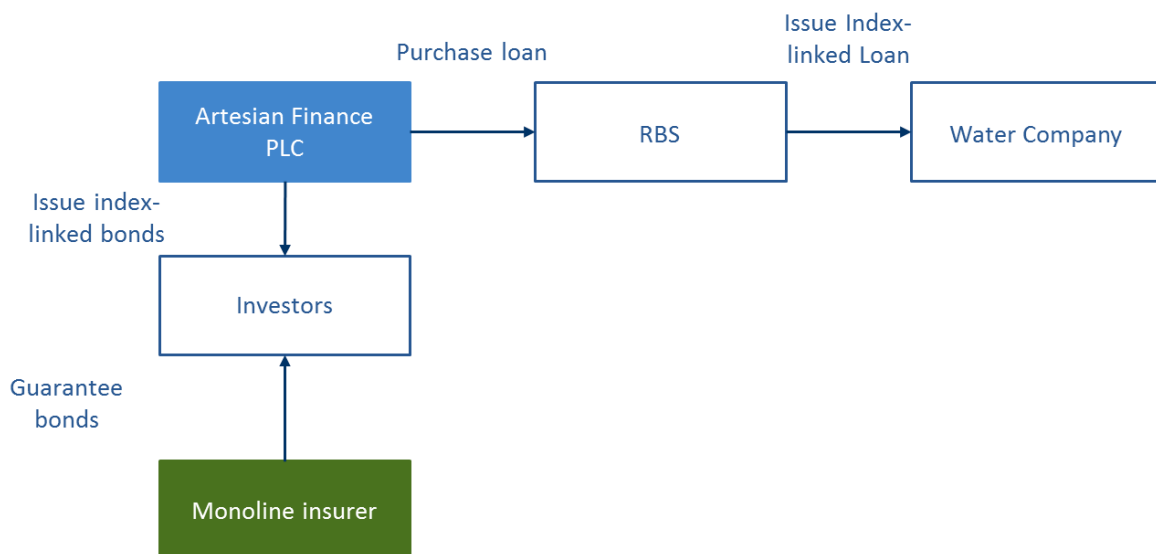 Issue Index-
linked Loan
Purchase loan
Artesian Finance
PLC
RBS
Water Company
Issue index-
linked bonds
Investors
Guarantee
bonds
Monoline insurer